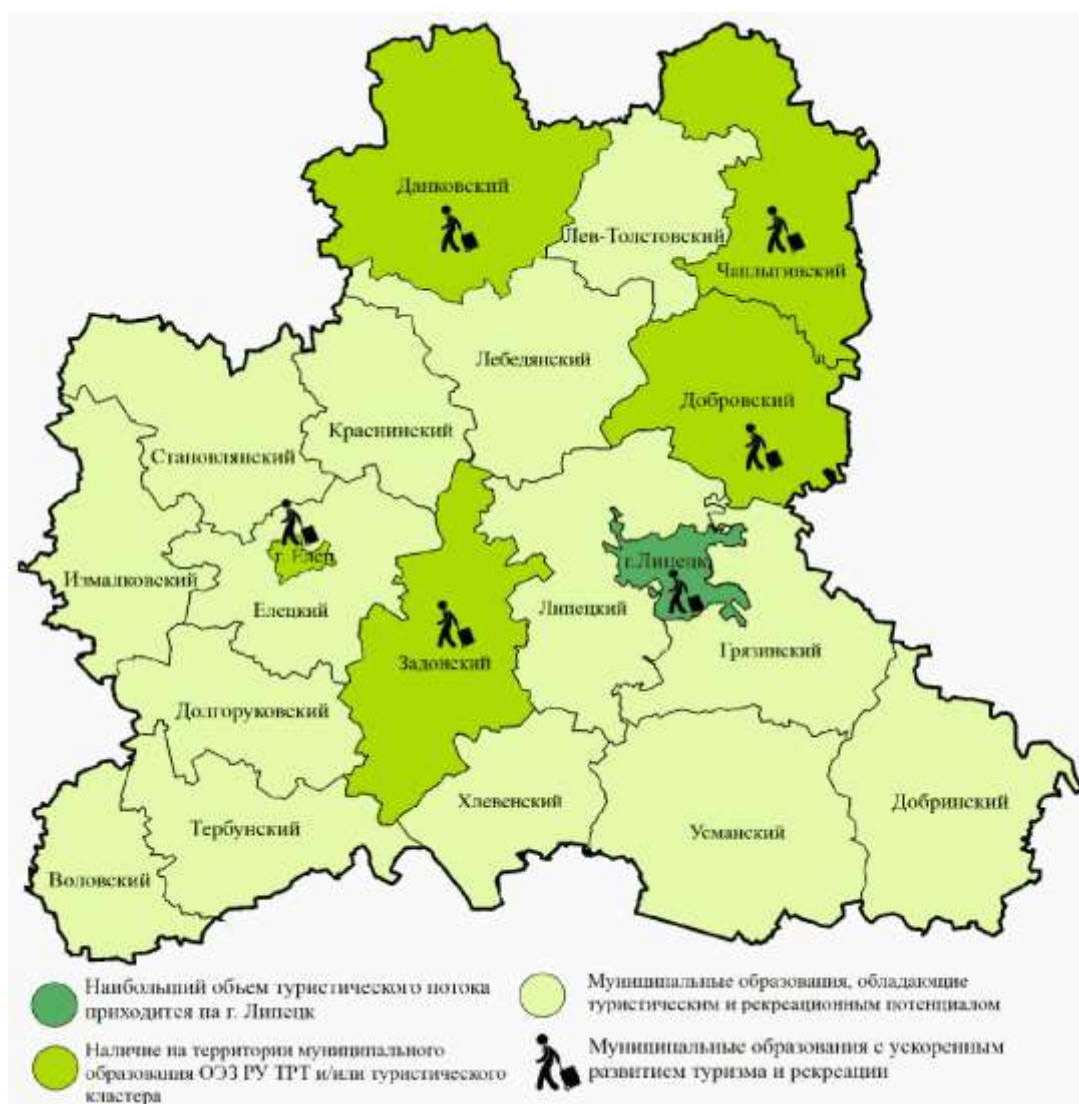 Данковский
Лев-Толстовский
Чаплыгинский
Лебедянский
Добровский
Краснинский
Становлянский
г. Елец
г.Липецк
Измалковский
Елецкий
Липецкий
Задонский
Грязинский
Долгоруковский
Хлевенский
Добринский
Тербунский
Усманский
Воловский
Наибольший объем туристического потока
приходится на г. Липецк
Наличие на территории муниципального
образования ОЭЗ РУ ТРТ и/или туристического
кластера
Муниципальные образования, обладающие
туристическим и рекреационным потенциалом
Муниципальные образования с ускоренным
развитием туризма и рекреации